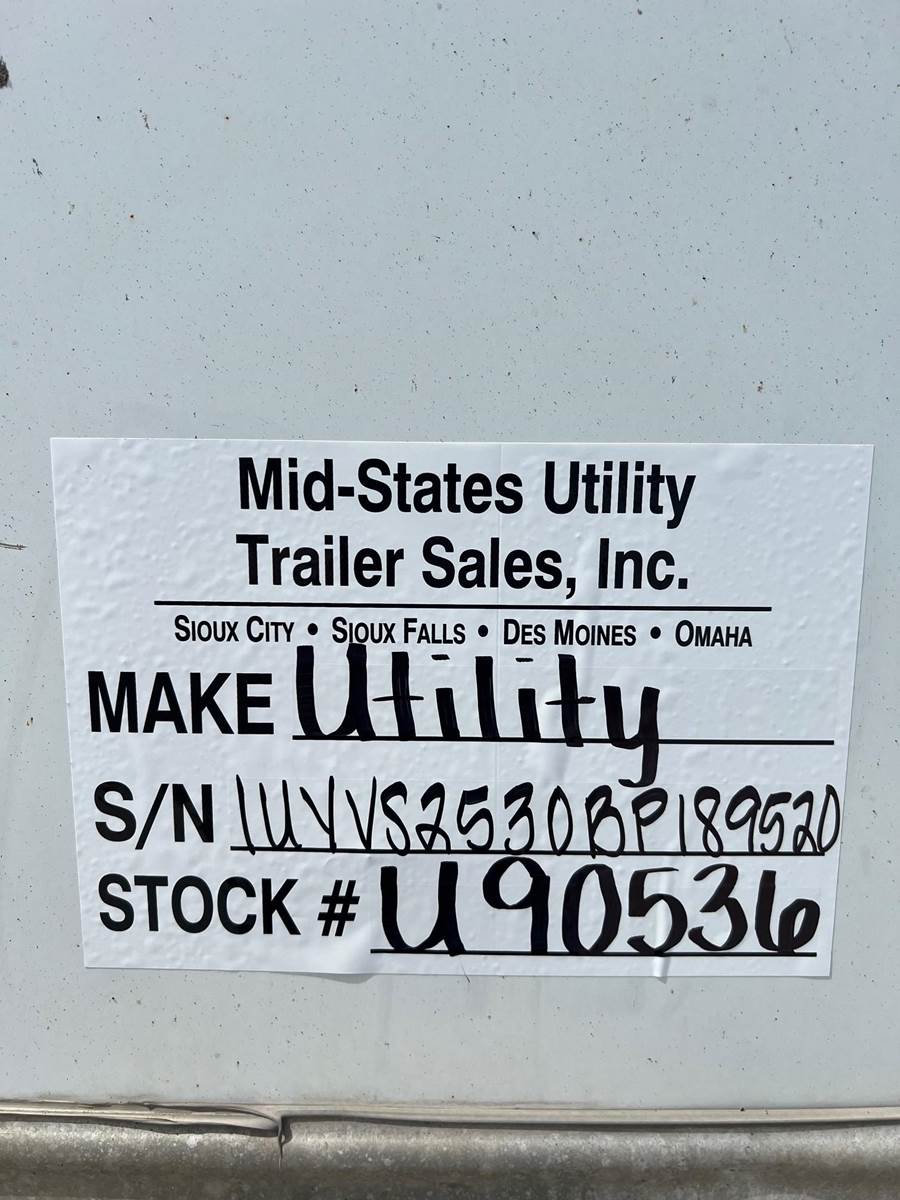 Mid-States Utility
Trailer Sales, Inc.
SIOUX CITY • SIOUX FALLS • DES MOINES • OMAHA
MAKE Utility
S/N 1UYVS2530BP189520
STOCK # U90536